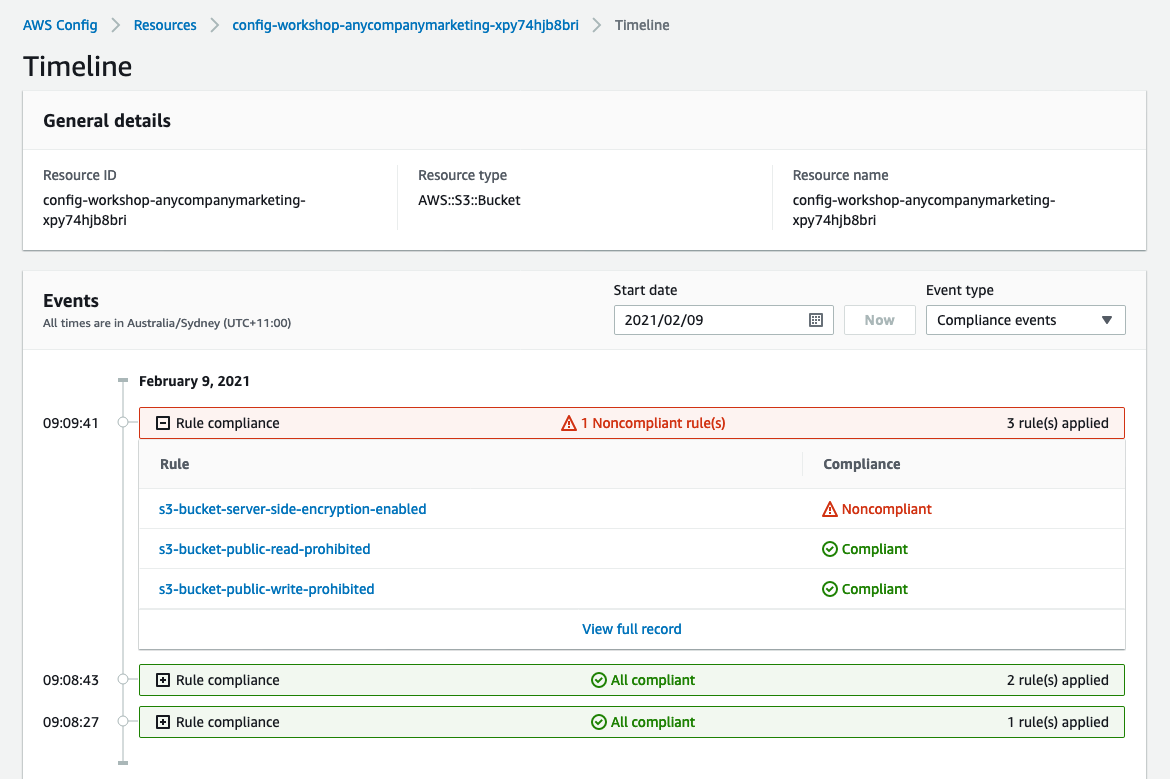 AWS Config
Resources
config-workshop-anycompanymarketing-xpy74hjb8bri
Timeline
Timeline
General details
Resource ID
config-workshop-anycompanymarketing-
xpy74hjb8bri
Resource type
AWS::S3::Bucket
Resource name
config-workshop-anycompanymarketing-
xpy74hjb8bri
Events
All times are in Australia/Sydney (UTC+11:00)
Start date
2021/02/09
Now
Event type
Compliance events
February 9, 2021
09:09:41 Rule compliance 1 Noncompliant rule(s) 3 rule(s) applied
Rule Compliance
s3-bucket-server-side-encryption-enabled Noncompliant
s3-bucket-public-read-prohibited Compliant
s3-bucket-public-write-prohibited Compliant
View full record
09:08:43 Rule compliance All compliant 2 rule(s) applied
09:08:27 Rule compliance All compliant 1 rule(s) applied